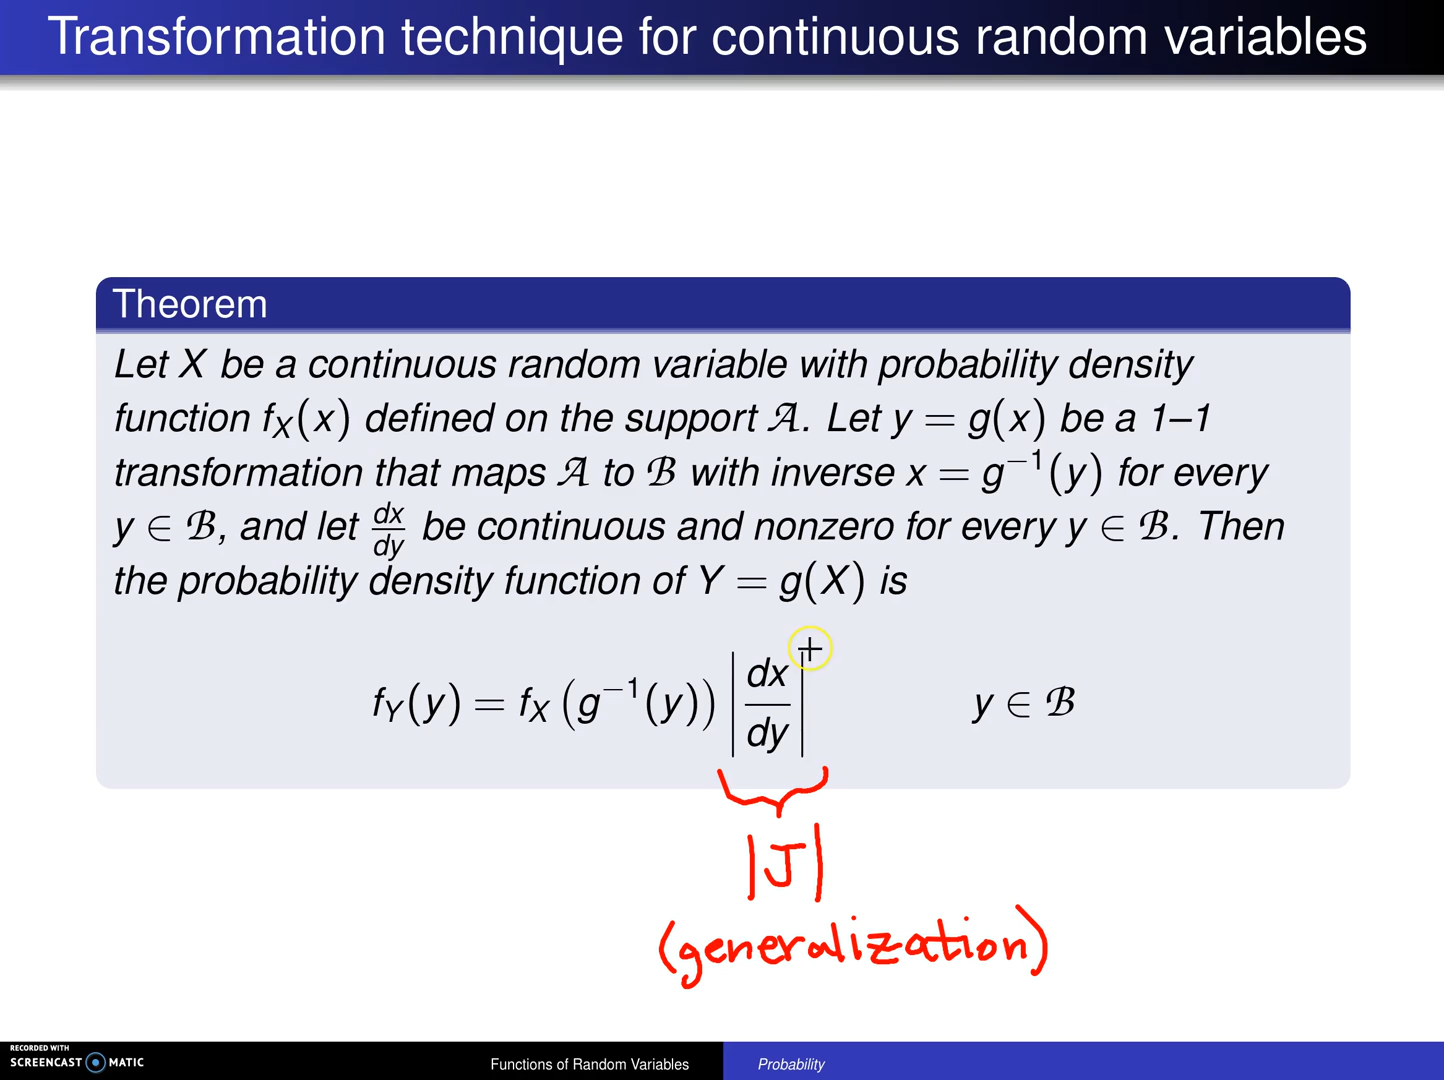 Transformation technique for continuous random variables
Theorem
Let X be a continuous random variable with probability density
function f_X(x) defined on the support 𝒜. Let y = g(x) be a 1–1
transformation that maps 𝒜 to ℬ with inverse x = g⁻¹(y) for every
y ∈ ℬ, and let dx/dy be continuous and nonzero for every y ∈ ℬ. Then
the probability density function of Y = g(X) is
f_Y(y) = f_X (g⁻¹(y)) |dx/dy| y ∈ ℬ
|J|
(generalization)
RECORDED WITH
SCREENCAST MATIC
Functions of Random Variables Probability